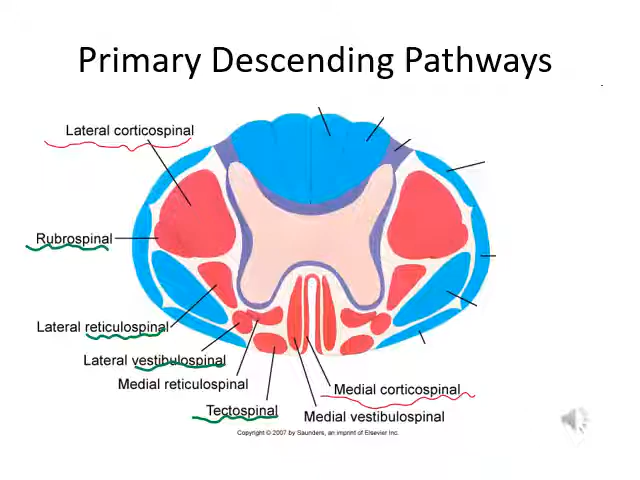 Primary Descending Pathways
Lateral corticospinal
Rubrospinal
Lateral reticulospinal
Lateral vestibulospinal
Medial reticulospinal
Tectospinal
Medial corticospinal
Medial vestibulospinal
Copyright © 2007 by Saunders, an imprint of Elsevier Inc.